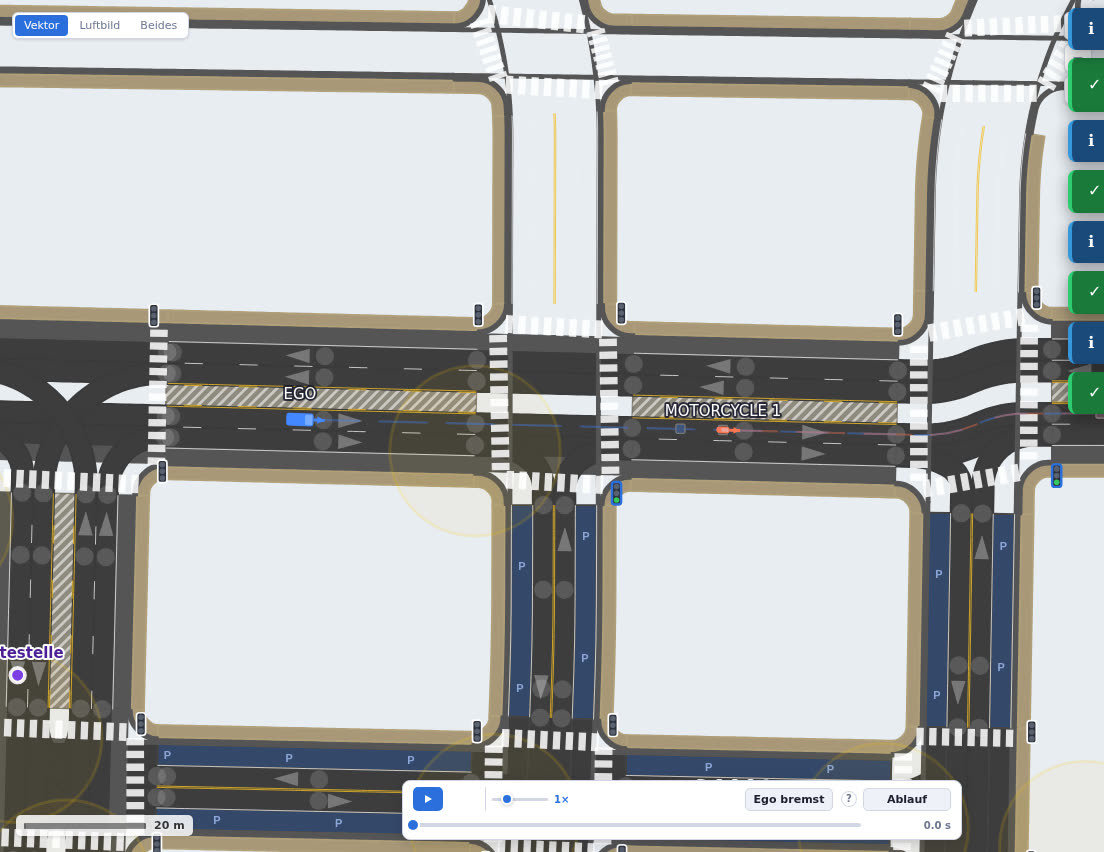 Vektor Luftbild Beides
EGO
MOTORCYCLE 1
P
P
P
P
P
P
P
P
testelle
P
P
P
P
P
P
P
1×
Ego bremst
?
Ablauf
20 m
0.0 s